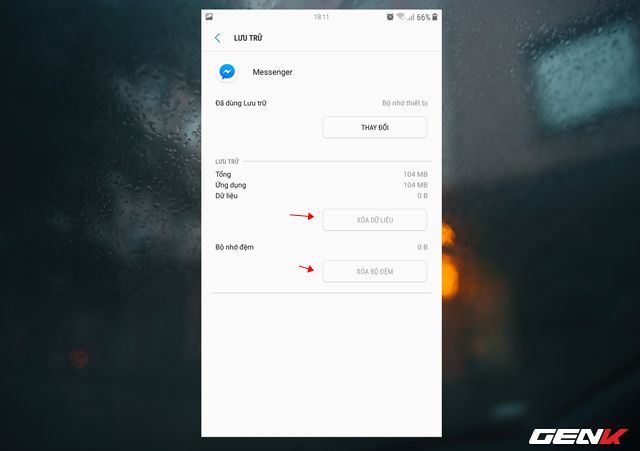 18:11 66%
LƯU TRỮ
Messenger
Đã dùng Lưu trữ Bộ nhớ thiết bị
THAY ĐỔI
LƯU TRỮ
Tổng 104 MB
Ứng dụng 104 MB
Dữ liệu 0 B
XÓA DỮ LIỆU
Bộ nhớ đệm 0 B
XÓA BỘ ĐỆM
GENK